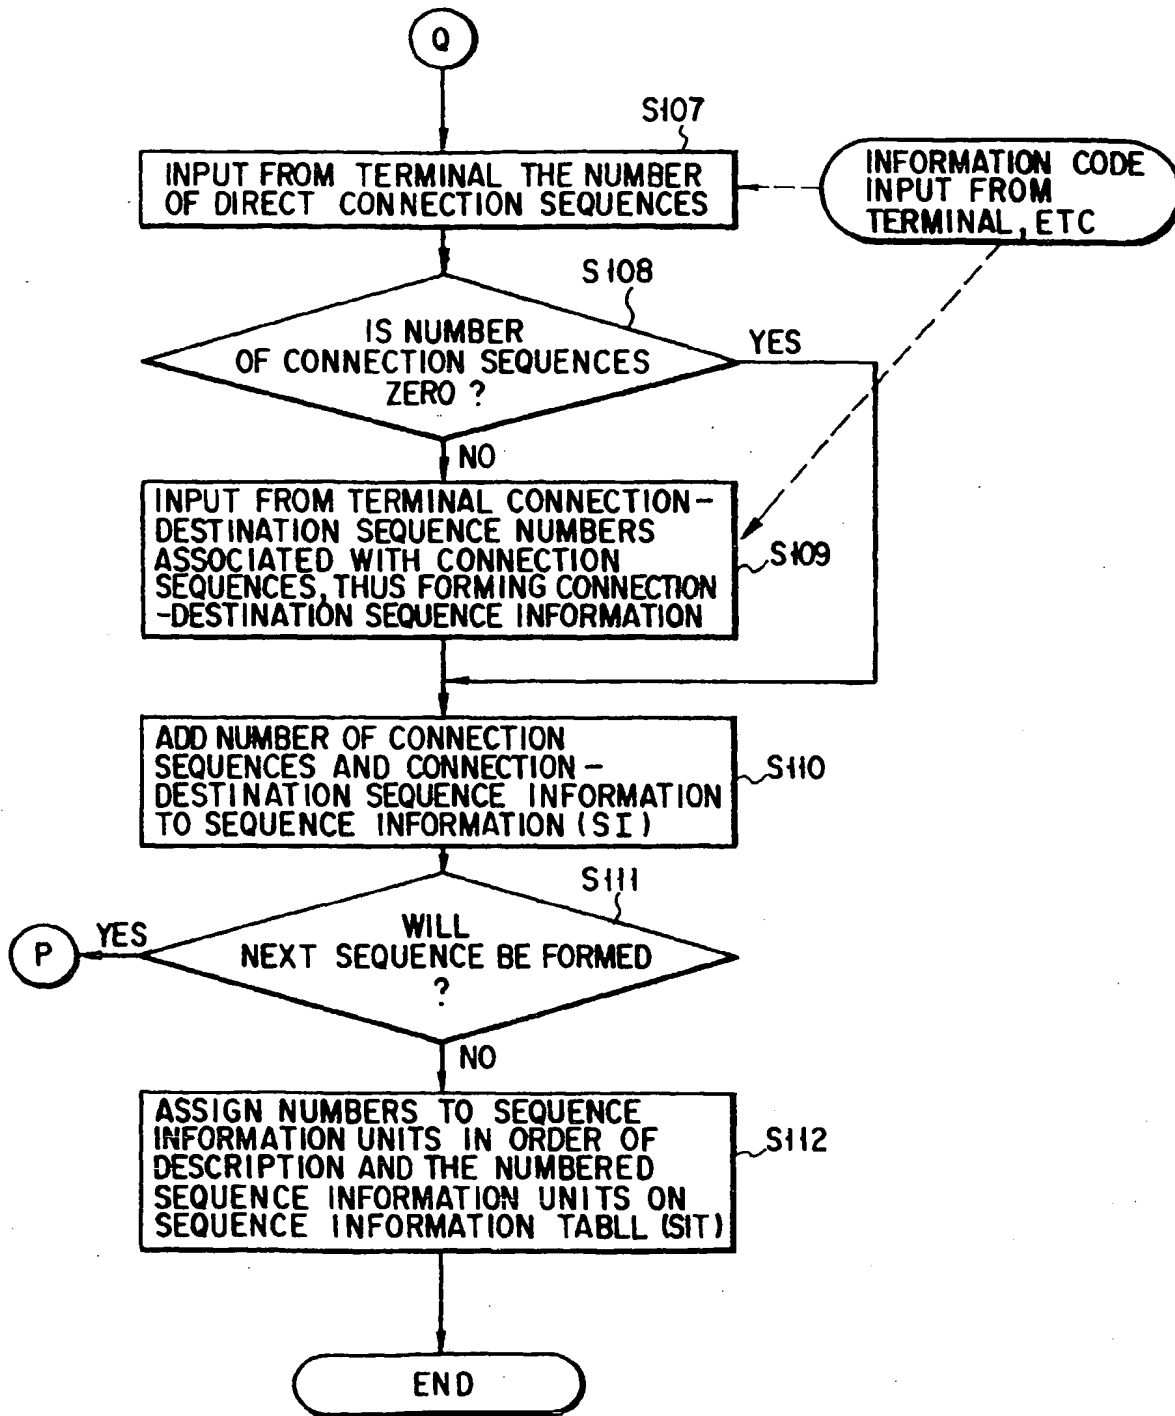 Q
S107
INPUT FROM TERMINAL THE NUMBER
OF DIRECT CONNECTION SEQUENCES
INFORMATION CODE
INPUT FROM
TERMINAL, ETC
S108
IS NUMBER
OF CONNECTION SEQUENCES
ZERO ?
YES
NO
INPUT FROM TERMINAL CONNECTION-
DESTINATION SEQUENCE NUMBERS
ASSOCIATED WITH CONNECTION
SEQUENCES, THUS FORMING CONNECTION
-DESTINATION SEQUENCE INFORMATION
S109
ADD NUMBER OF CONNECTION
SEQUENCES AND CONNECTION-
DESTINATION SEQUENCE INFORMATION
TO SEQUENCE INFORMATION (SI)
S110
S111
WILL
NEXT SEQUENCE BE FORMED
?
YES
P
NO
ASSIGN NUMBERS TO SEQUENCE
INFORMATION UNITS IN ORDER OF
DESCRIPTION AND THE NUMBERED
SEQUENCE INFORMATION UNITS ON
SEQUENCE INFORMATION TABLL (SIT)
S112
END